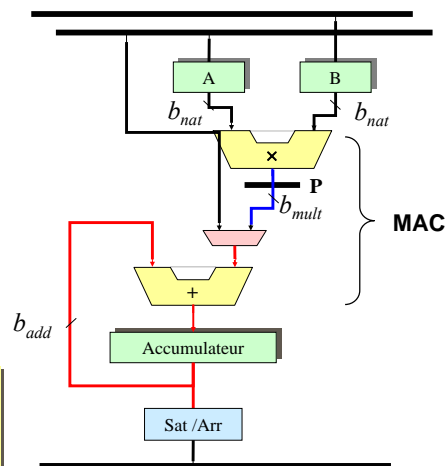 A
B
b_nat
b_nat
×
P
b_mult
MAC
+
b_add
Accumulateur
Sat /Arr